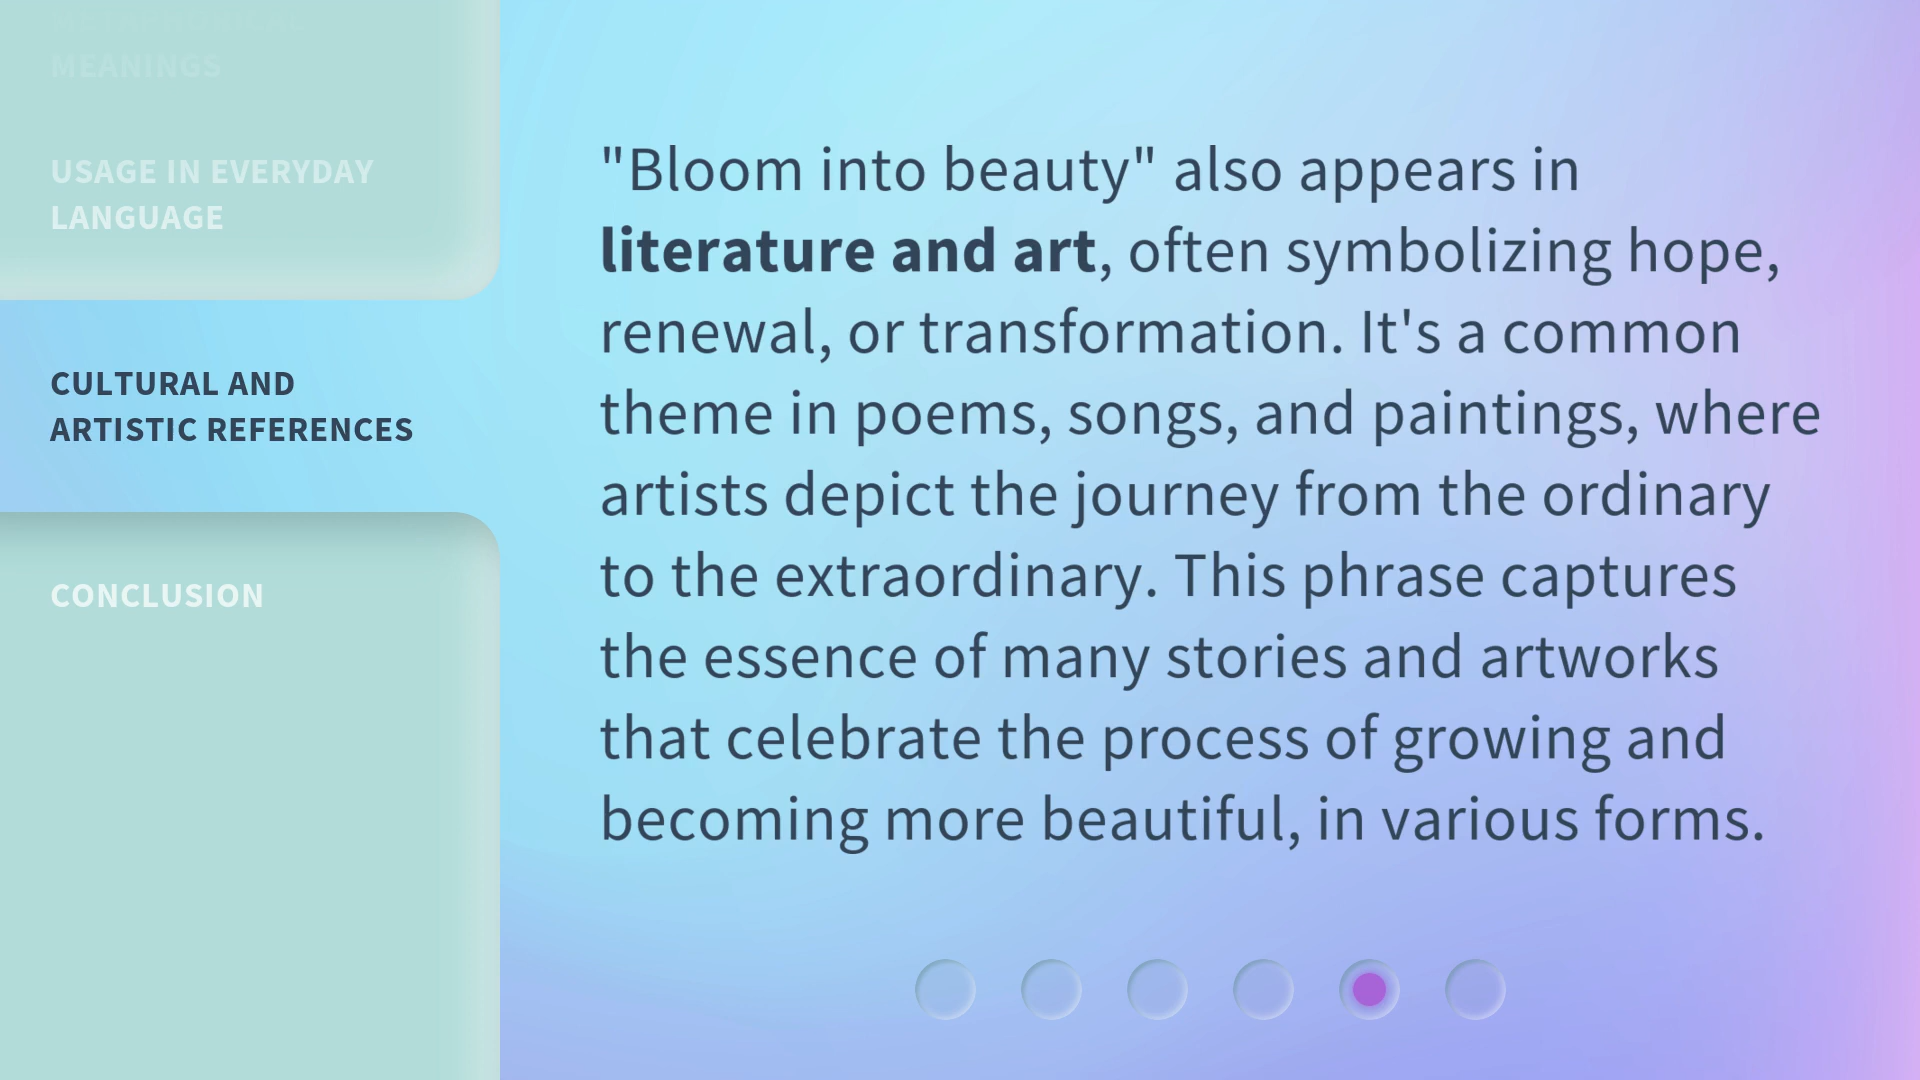 MEANINGS
USAGE IN EVERYDAY
LANGUAGE
CULTURAL AND
ARTISTIC REFERENCES
CONCLUSION
"Bloom into beauty" also appears in
literature and art, often symbolizing hope,
renewal, or transformation. It's a common
theme in poems, songs, and paintings, where
artists depict the journey from the ordinary
to the extraordinary. This phrase captures
the essence of many stories and artworks
that celebrate the process of growing and
becoming more beautiful, in various forms.